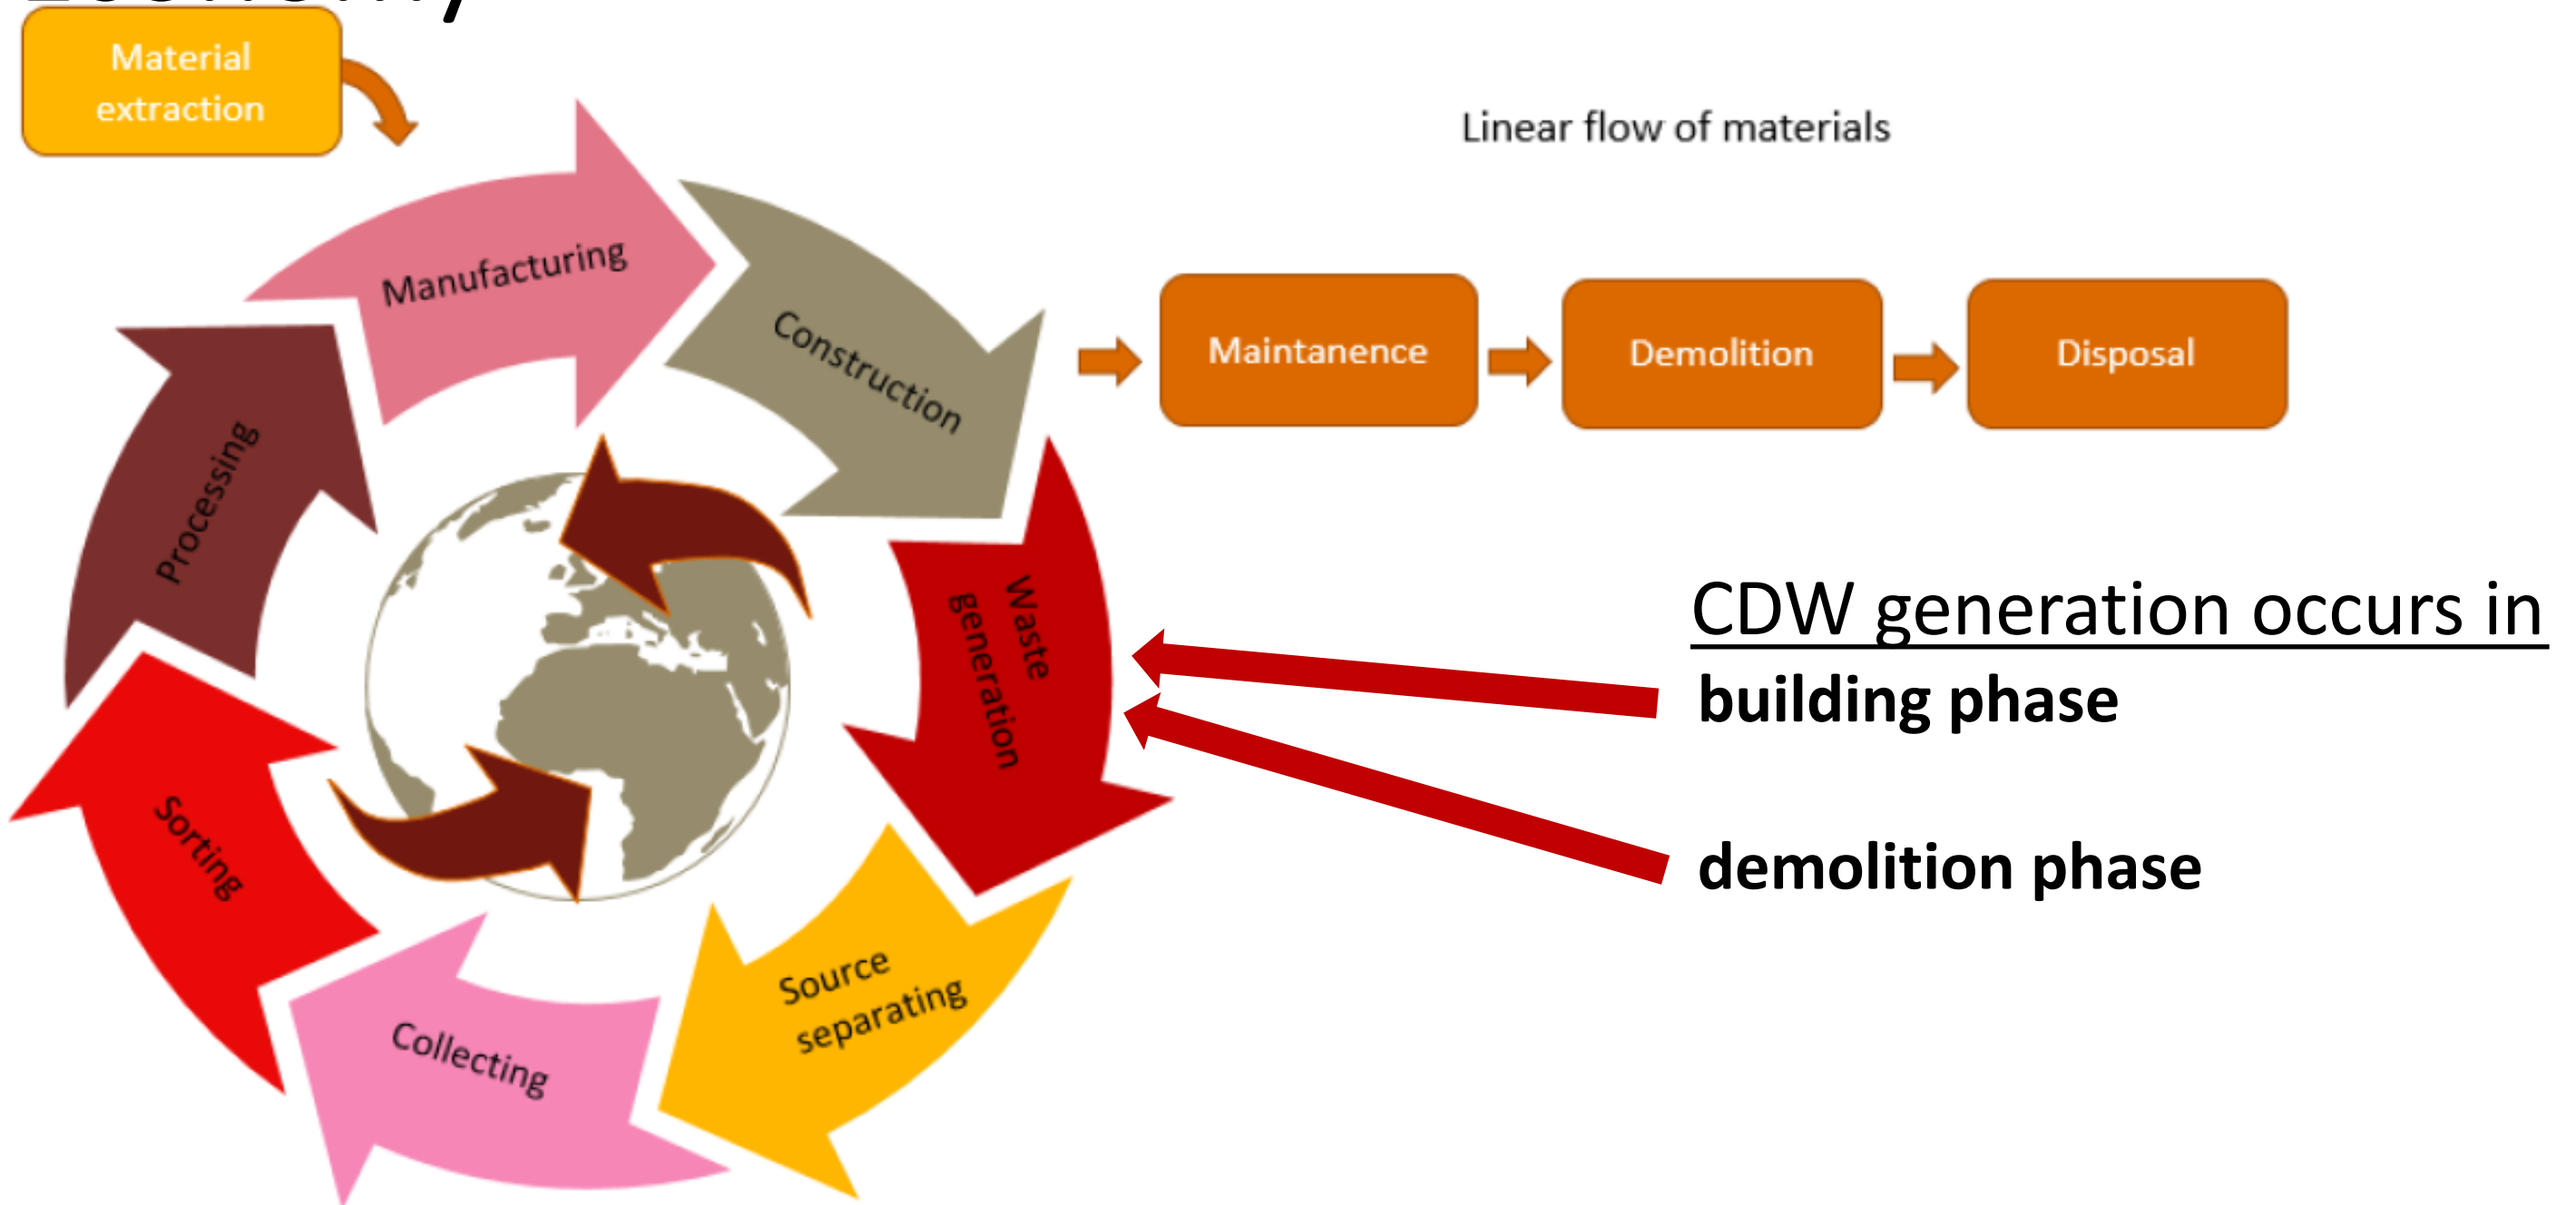 Material
extraction
Linear flow of materials
Manufacturing
Construction
Maintanence
Demolition
Disposal
Processing
Waste
generation
CDW generation occurs in
building phase
demolition phase
Sorting
Source
separating
Collecting